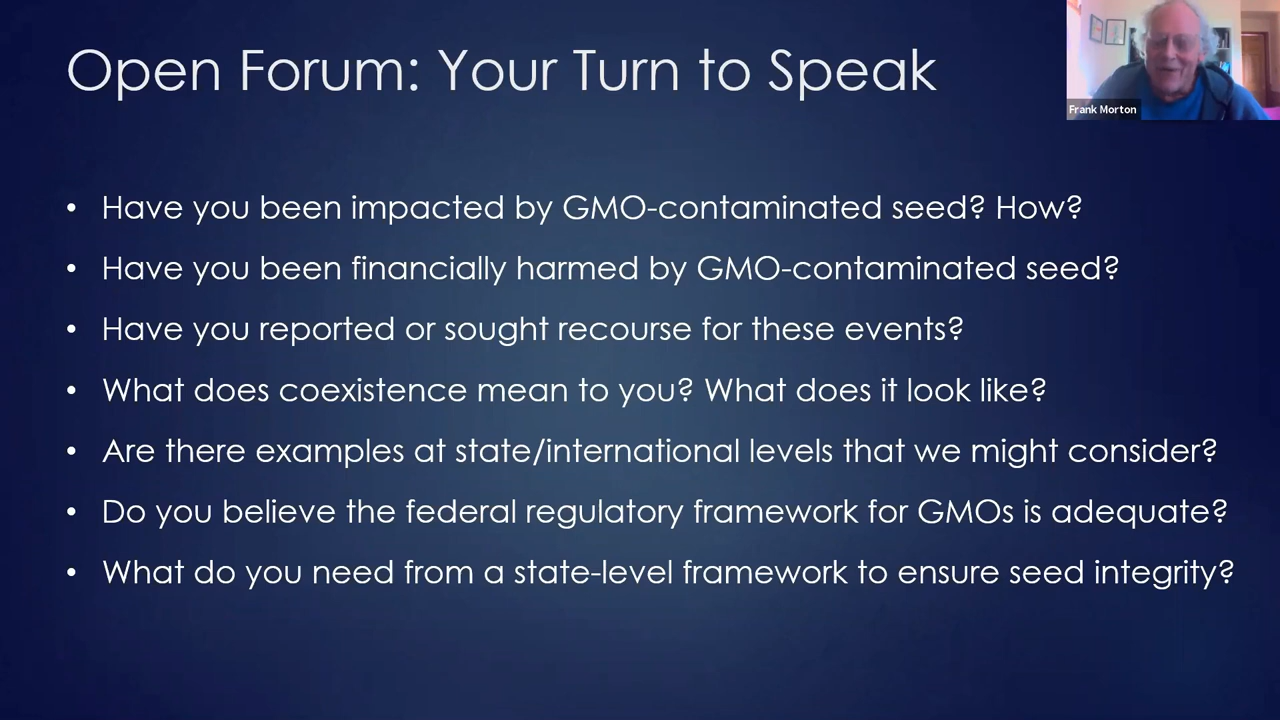 Open Forum: Your Turn to Speak
Frank Morton
• Have you been impacted by GMO-contaminated seed? How?
• Have you been financially harmed by GMO-contaminated seed?
• Have you reported or sought recourse for these events?
• What does coexistence mean to you? What does it look like?
• Are there examples at state/international levels that we might consider?
• Do you believe the federal regulatory framework for GMOs is adequate?
• What do you need from a state-level framework to ensure seed integrity?